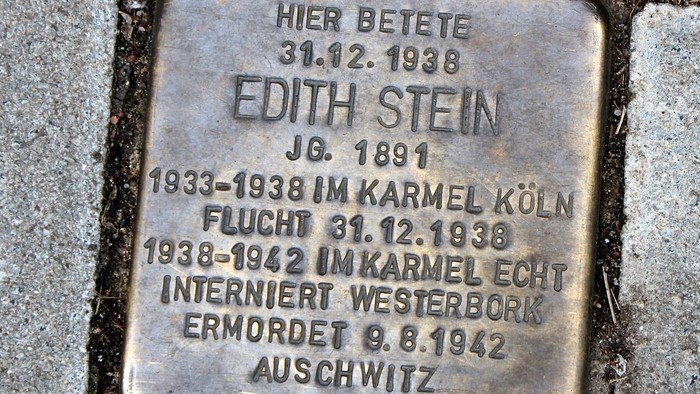 HIER BETETE
31.12.1938
EDITH STEIN
JG. 1891
1933-1938 IM KARMEL KÖLN
FLUCHT 31.12.1938
1938-1942 IM KARMEL ECHT
INTERNIERT WESTERBORK
ERMORDET 9.8.1942
AUSCHWITZ